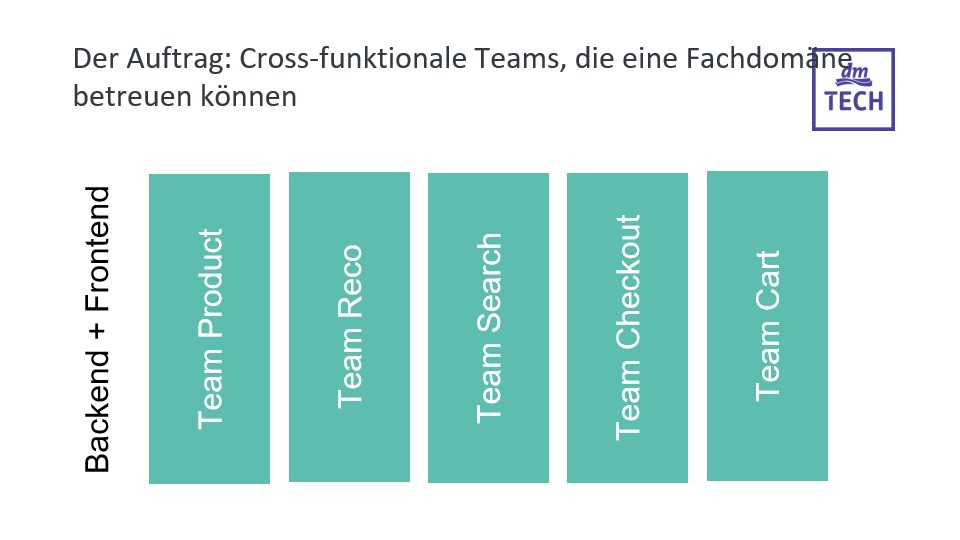 Der Auftrag: Cross-funktionale Teams, die eine Fachdomäne
betreuen können
dm
TECH
Backend + Frontend
Team Product
Team Reco
Team Search
Team Checkout
Team Cart